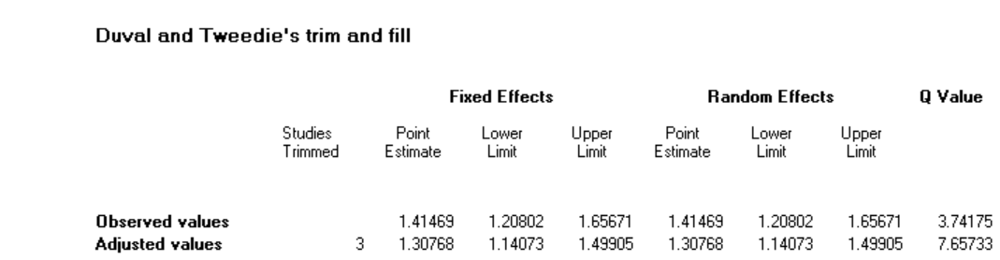 Duval and Tweedie's trim and fill
Fixed Effects Random Effects Q Value
Studies Point Lower Upper Point Lower Upper
Trimmed Estimate Limit Limit Estimate Limit Limit
Observed values 1.41469 1.20802 1.65671 1.41469 1.20802 1.65671 3.74175
Adjusted values 3 1.30768 1.14073 1.49905 1.30768 1.14073 1.49905 7.65733